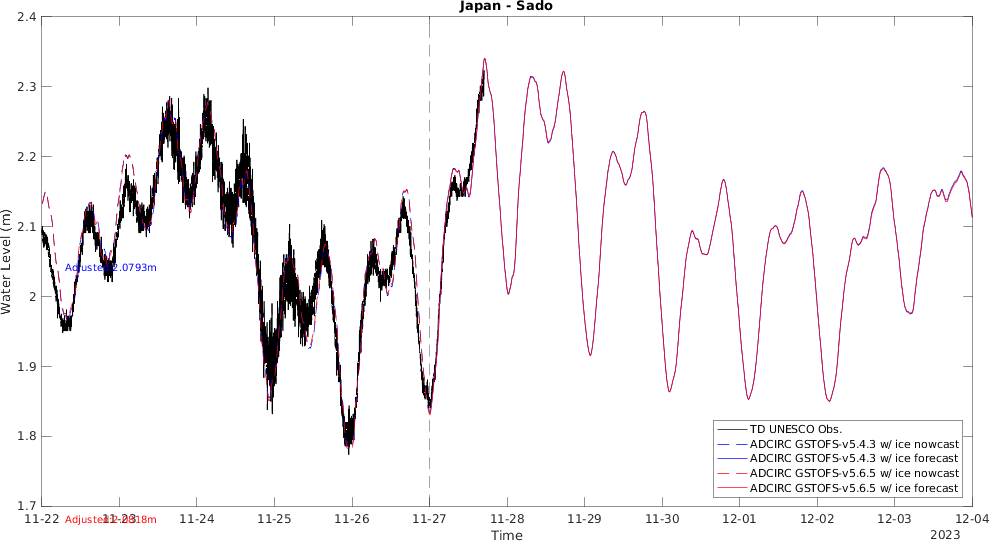 Japan - Sado
2.4
2.3
2.2
2.1
2
1.9
1.8
1.7
Water Level (m)
Adjusted 2.0793m
TD UNESCO Obs.
ADCIRC GSTOFS-v5.4.3 w/ ice nowcast
ADCIRC GSTOFS-v5.4.3 w/ ice forecast
ADCIRC GSTOFS-v5.6.5 w/ ice nowcast
ADCIRC GSTOFS-v5.6.5 w/ ice forecast
11-22 11-23 11-24 11-25 11-26 11-27 11-28 11-29 11-30 12-01 12-02 12-03 12-04
Time
2023